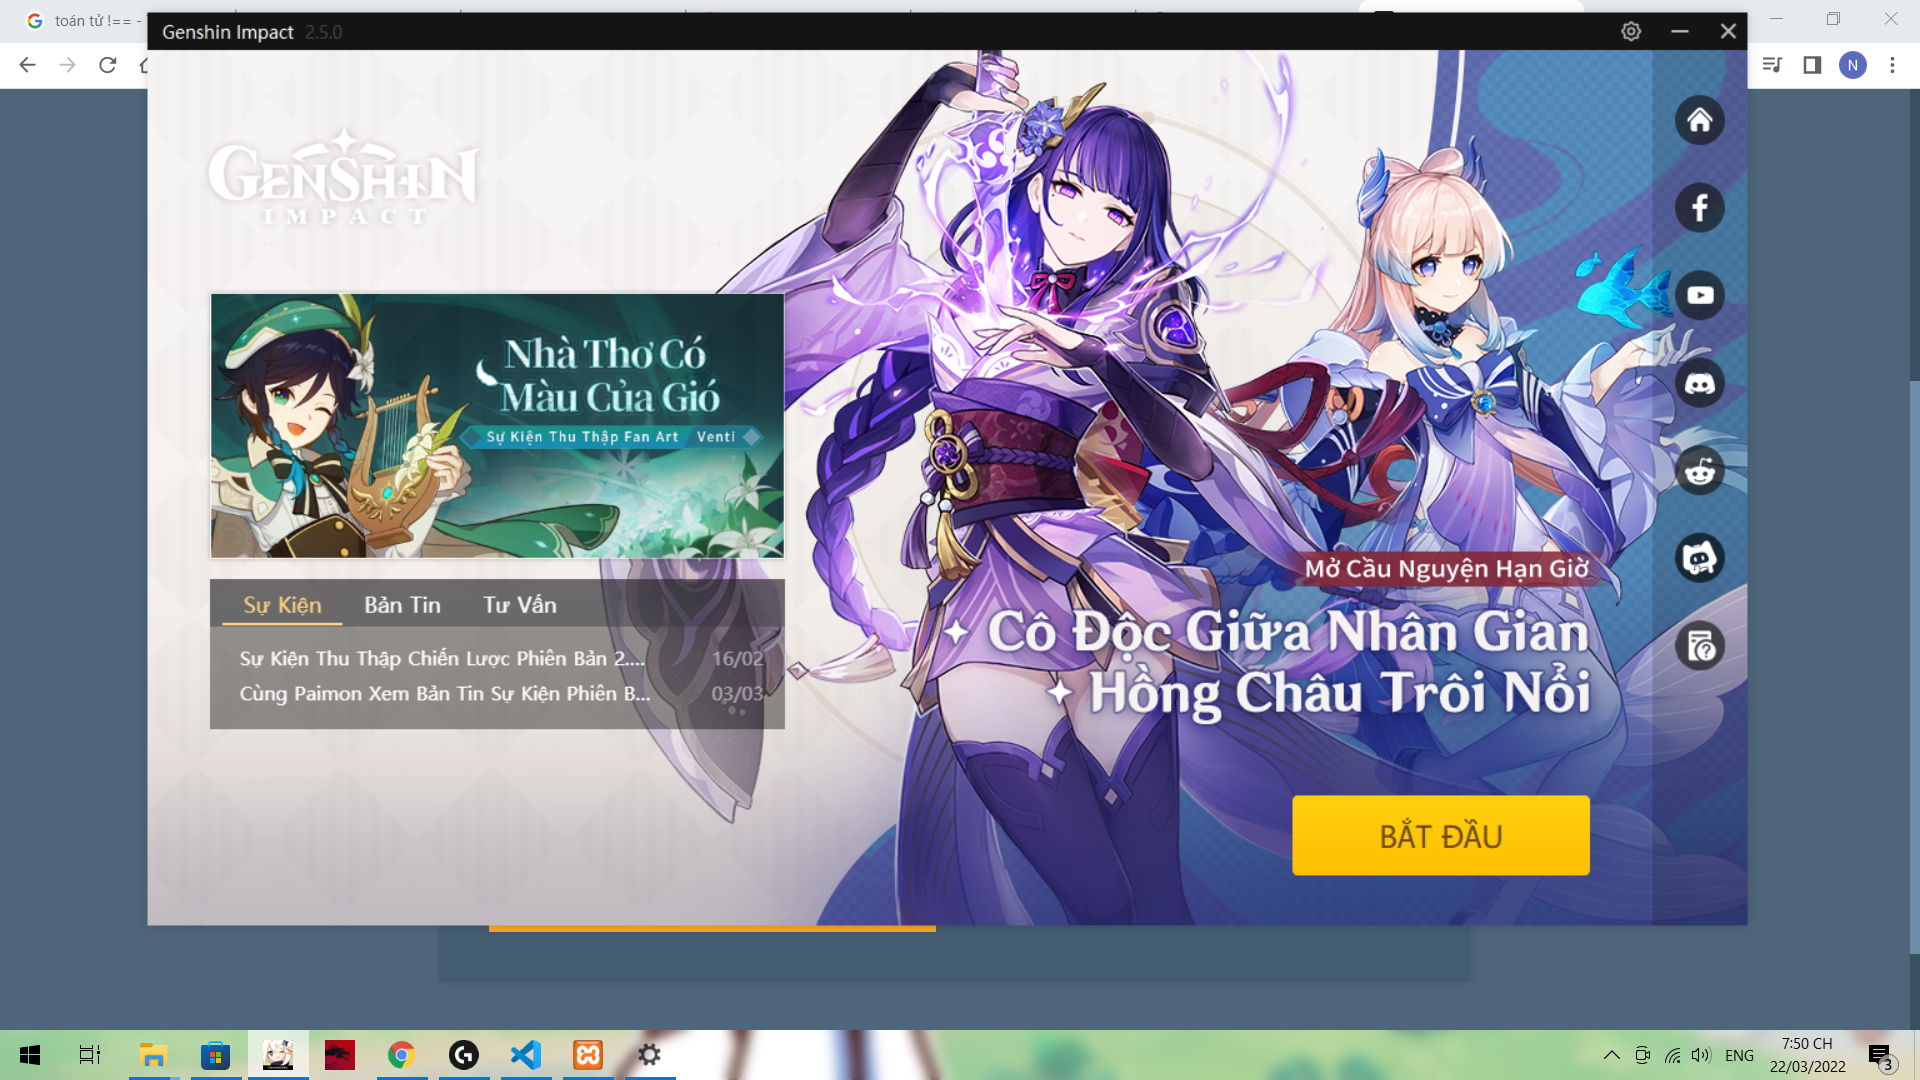 toán tử !== -
Genshin Impact 2.5.0
N
GENSHIN
IMPACT
Nhà Thơ Có
Màu Của Gió
Sự Kiện Thu Thập Fan Art Venti
Sự Kiện Bản Tin Tư Vấn
Sự Kiện Thu Thập Chiến Lược Phiên Bản 2.... 16/02
Cùng Paimon Xem Bản Tin Sự Kiện Phiên B... 03/03
Mở Cầu Nguyện Hạn Giờ
Cô Độc Giữa Nhân Gian
Hồng Châu Trôi Nổi
BẮT ĐẦU
ENG
7:50 CH
22/03/2022
3